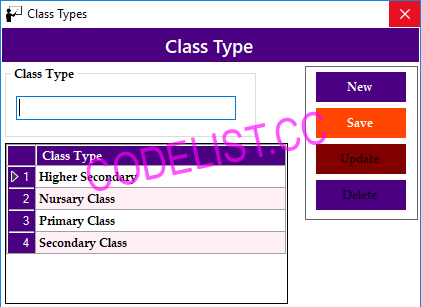 Class Types
Class Type
Class Type
New
Save
Update
Delete
Class Type
1 Higher Secondary
2 Nursary Class
3 Primary Class
4 Secondary Class
CODELIST.CC